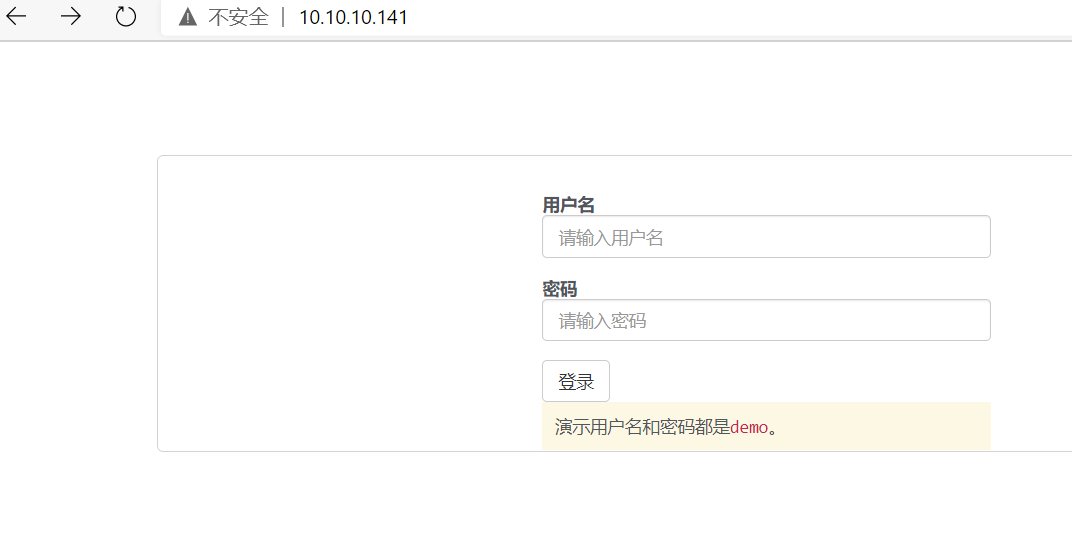 不安全 | 10.10.10.141
用户名
请输入用户名
密码
请输入密码
登录
演示用户名和密码都是demo。